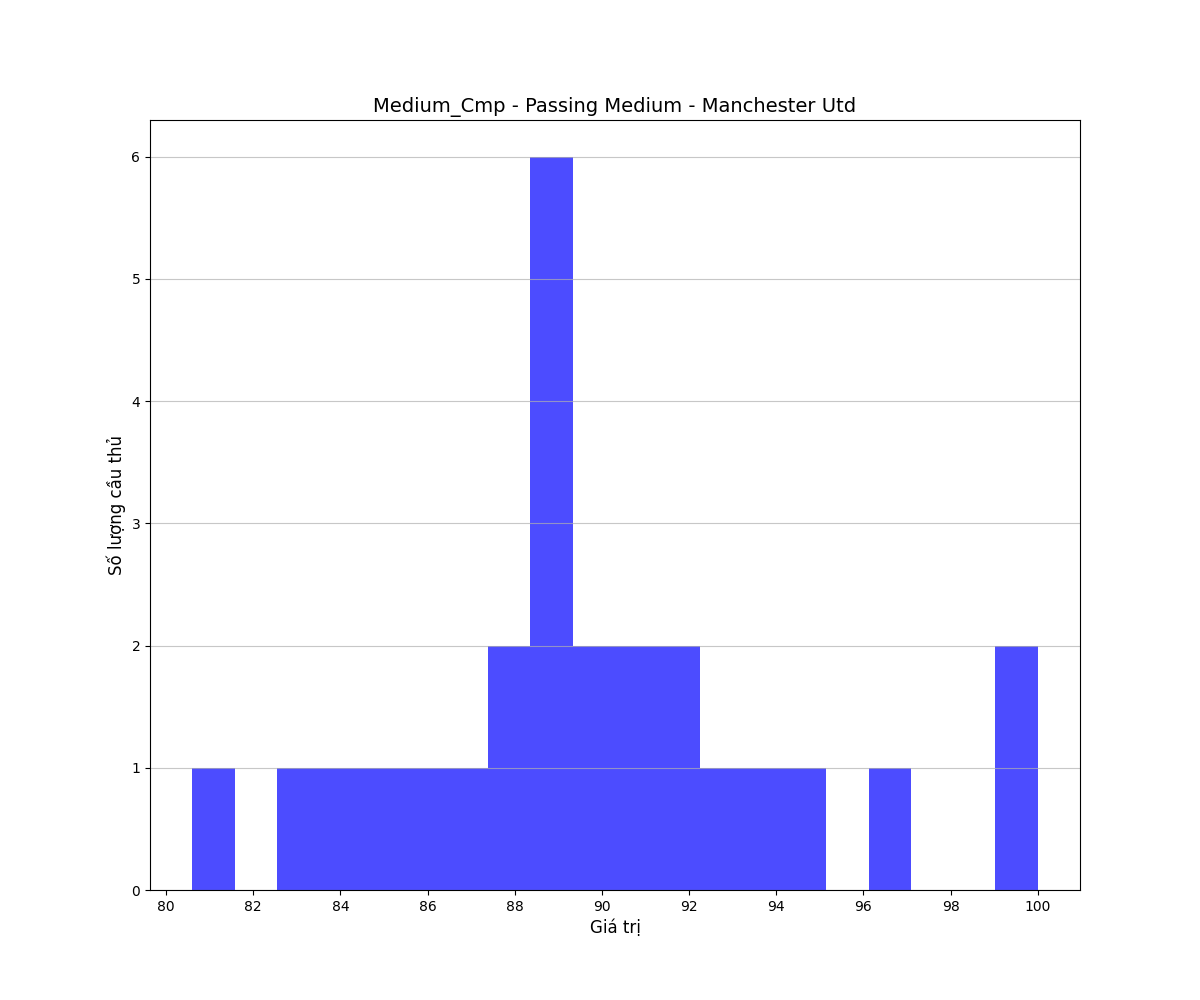 Medium_Cmp - Passing Medium - Manchester Utd
6
5
4
3
2
1
0
Số lượng cầu thủ
80 82 84 86 88 90 92 94 96 98 100
Giá trị